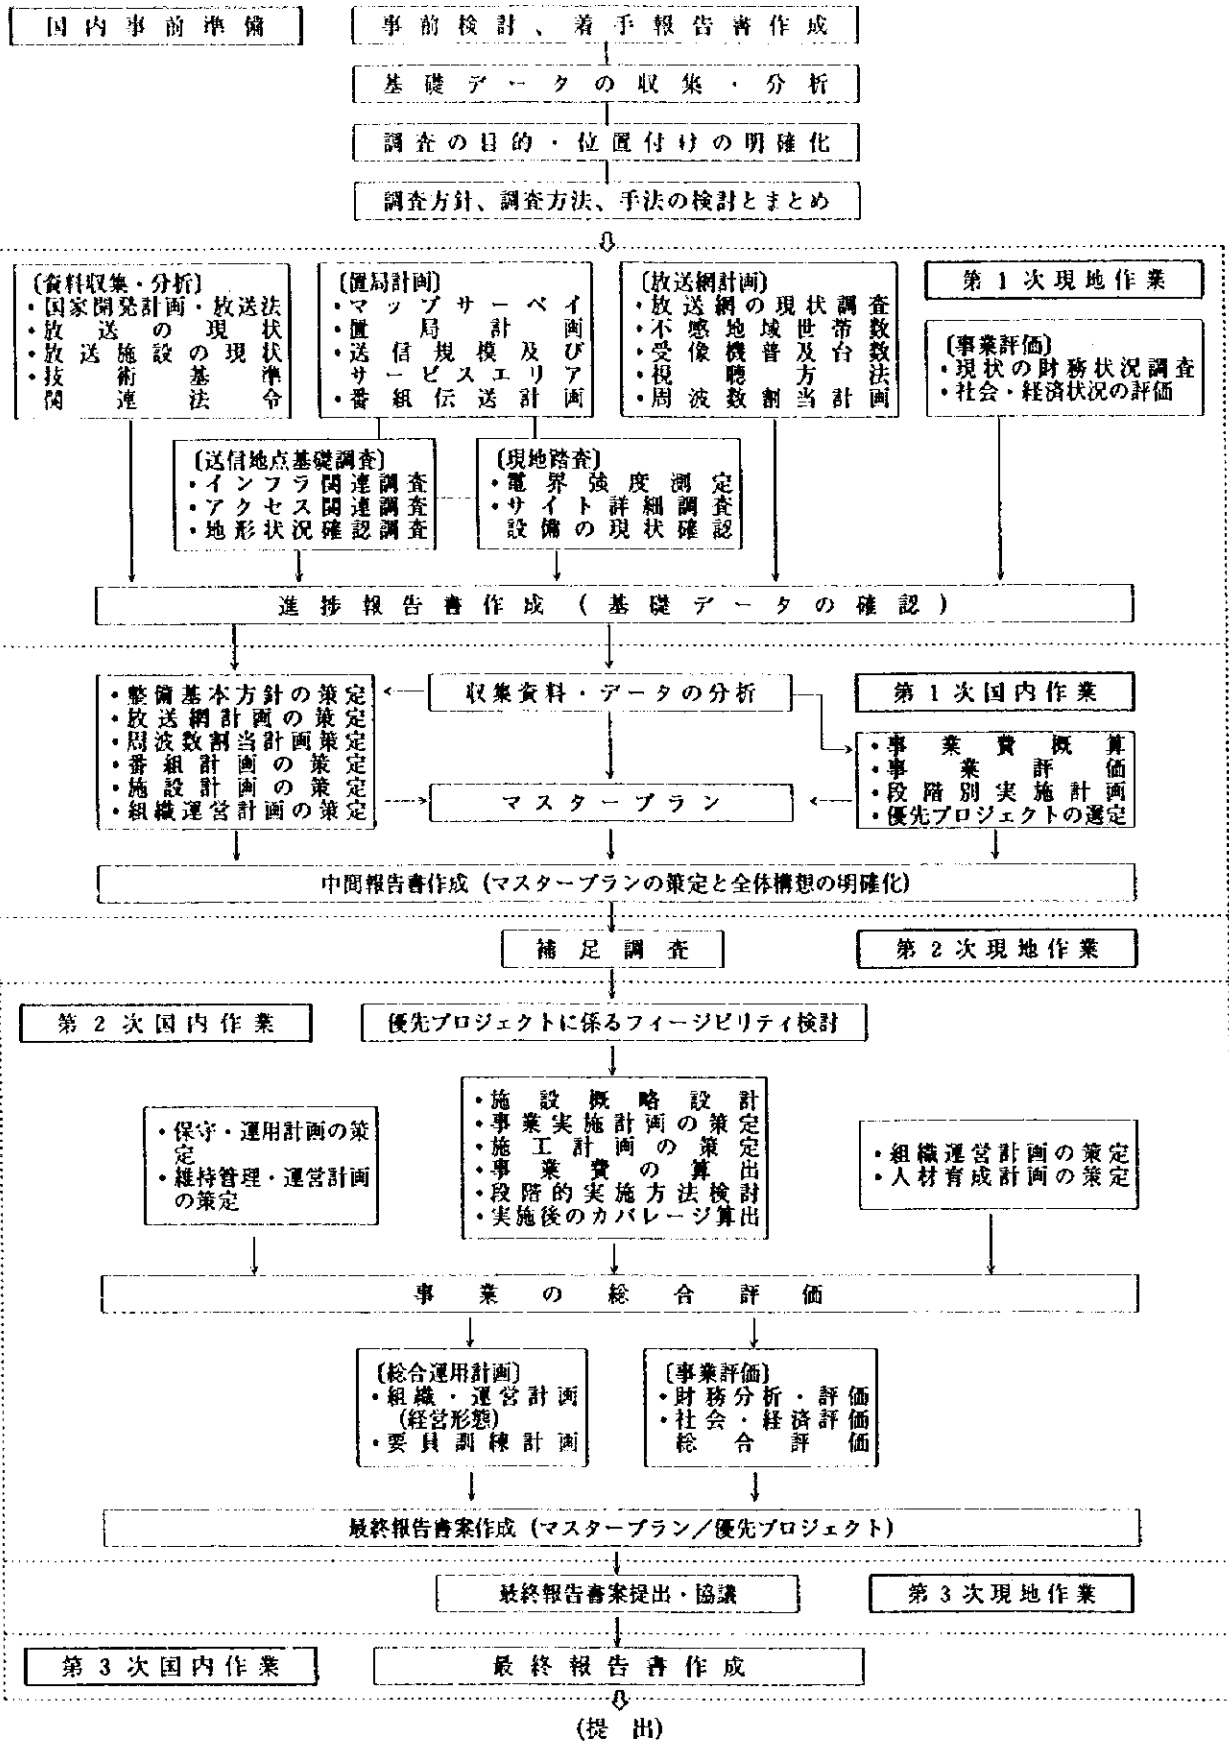 国内事前準備
事前検討、着手報告書作成
基礎データの収集・分析
調査の目的・位置付けの明確化
調査方針、調査方法、手法の検討とまとめ
〔資料収集・分析〕
・国家開発計画・放送法
・放送の現状
・放送施設の現状
・技術基準
関連法令
〔置局計画〕
・マップサーベイ
・置局計画
・送信規模及び
サービスエリア
・番組伝送計画
〔放送網計画〕
・放送網の現状調査
・不感地域世帯数
・受像機普及台数
・視聴方法
・周波数割当計画
第1次現地作業
〔事業評価〕
・現状の財務状況調査
・社会・経済状況の評価
〔送信地点基礎調査〕
・インフラ関連調査
・アクセス関連調査
・地形状況確認調査
〔現地踏査〕
・電界強度測定
・サイト詳細調査
設備の現状確認
進捗報告書作成(基礎データの確認)
・整備基本方針の策定
・放送網計画の策定
・周波数割当計画策定
・番組計画の策定
・施設計画の策定
・組織運営計画の策定
収集資料・データの分析
第1次国内作業
・事業費概算
・事業評価
・段階別実施計画
・優先プロジェクトの選定
マスタープラン
中間報告書作成(マスタープランの策定と全体構想の明確化)
補足調査
第2次現地作業
第2次国内作業
優先プロジェクトに係るフィージビリティ検討
・保守・運用計画の策
定
・維持管理・運営計画
の策定
・施設概略設計
・事業実施計画の策定
・施工計画の策定
・事業費の算出
・段階的実施方法検討
・実施後のカバレージ算出
・組織運営計画の策定
・人材育成計画の策定
事業の総合評価
〔総合運用計画〕
・組織・運営計画
(経営形態)
・要員訓練計画
〔事業評価〕
・財務分析・評価
・社会・経済評価
総合評価
最終報告書案作成(マスタープラン/優先プロジェクト)
最終報告書案提出・協議
第3次現地作業
第3次国内作業
最終報告書作成
(提出)